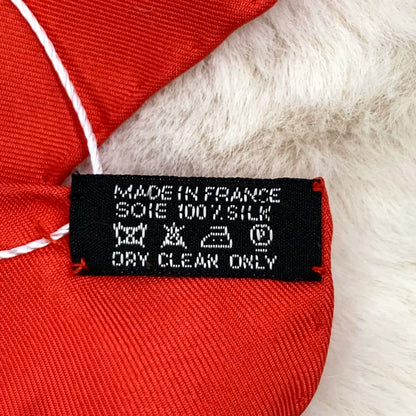 MADE IN FRANCE
SOIE 100% SILK
P
DRY CLEAN ONLY